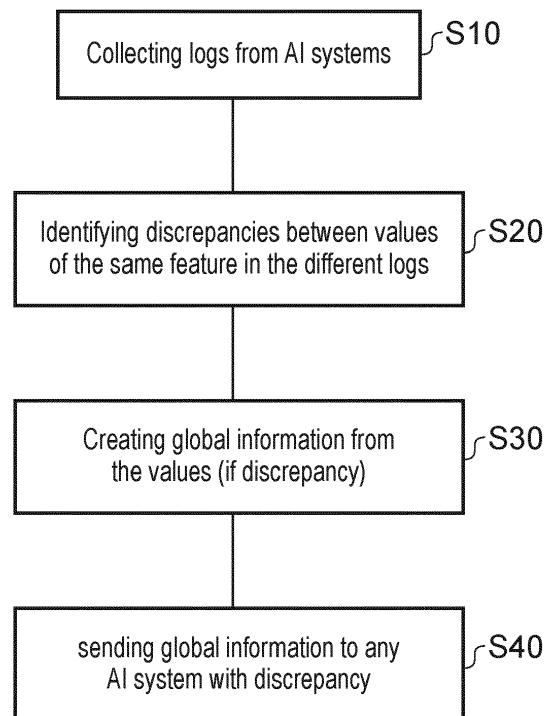 Collecting logs from AI systems
S10
Identifying discrepancies between values
of the same feature in the different logs
S20
Creating global information from
the values (if discrepancy)
S30
sending global information to any
AI system with discrepancy
S40